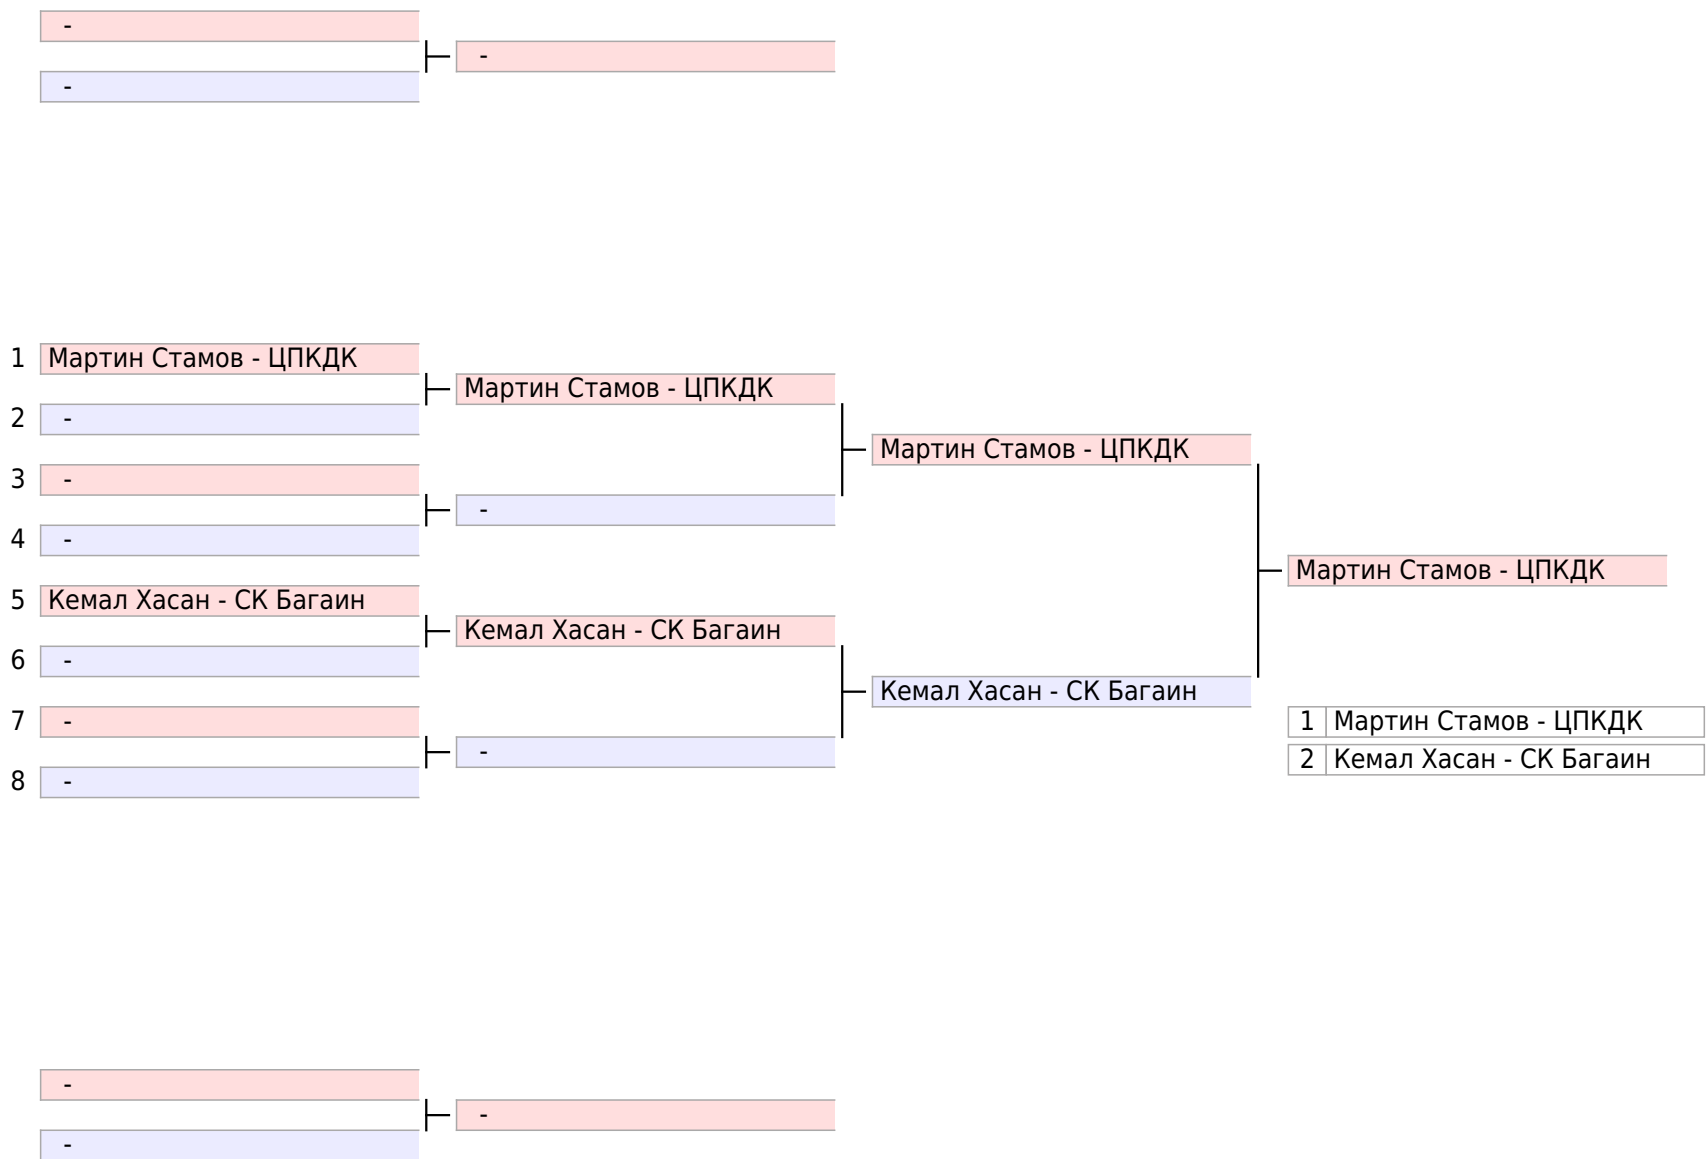 -
-
-
1 Мартин Стамов - ЦПКДК
Мартин Стамов - ЦПКДК
2 -
Мартин Стамов - ЦПКДК
3 -
-
4 -
Мартин Стамов - ЦПКДК
5 Кемал Хасан - СК Багаин
Кемал Хасан - СК Багаин
6 -
Кемал Хасан - СК Багаин
7 -
1 Мартин Стамов - ЦПКДК
-
2 Кемал Хасан - СК Багаин
8 -
-
-
-